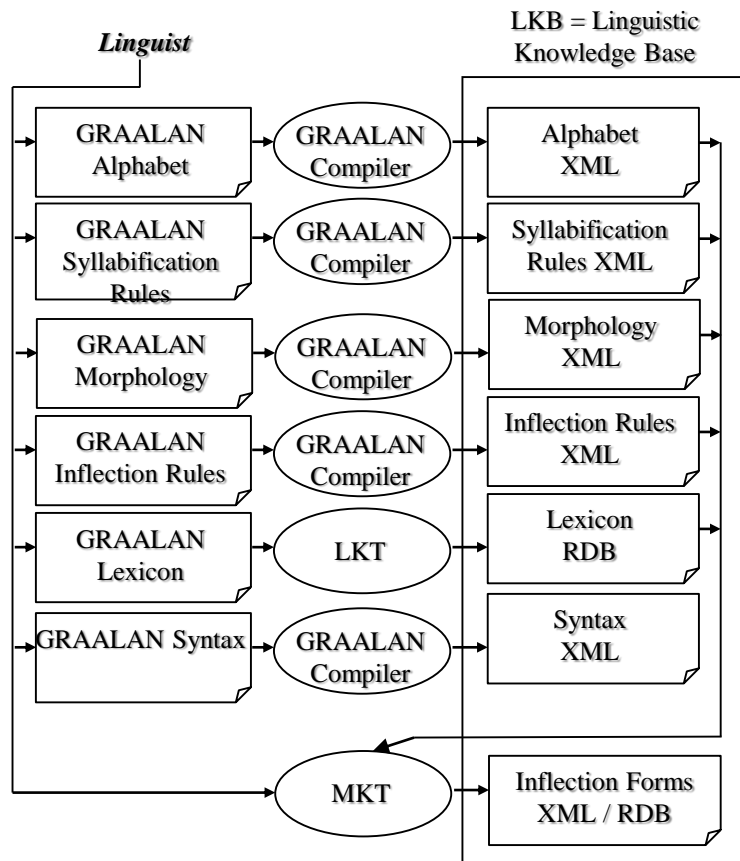 Linguist
LKB = Linguistic
Knowledge Base
GRAALAN
Alphabet
GRAALAN
Compiler
Alphabet
XML
GRAALAN
Syllabification
Rules
GRAALAN
Compiler
Syllabification
Rules XML
GRAALAN
Morphology
GRAALAN
Compiler
Morphology
XML
GRAALAN
Inflection Rules
GRAALAN
Compiler
Inflection Rules
XML
GRAALAN
Lexicon
LKT
Lexicon
RDB
GRAALAN Syntax
GRAALAN
Compiler
Syntax
XML
MKT
Inflection Forms
XML / RDB